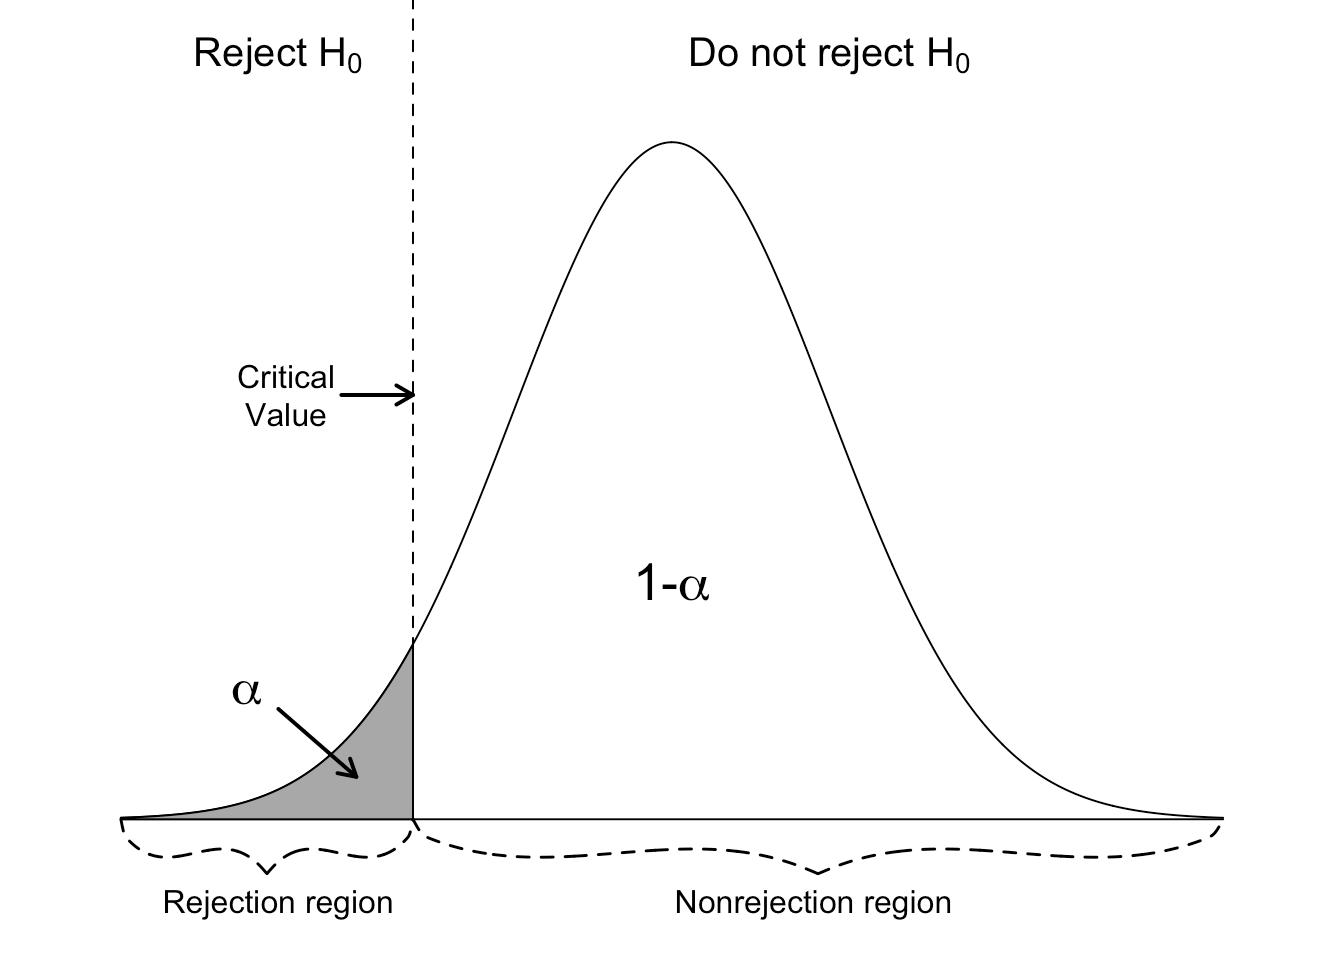 Reject H₀
Do not reject H₀
Critical
Value
1-α
α
Rejection region
Nonrejection region